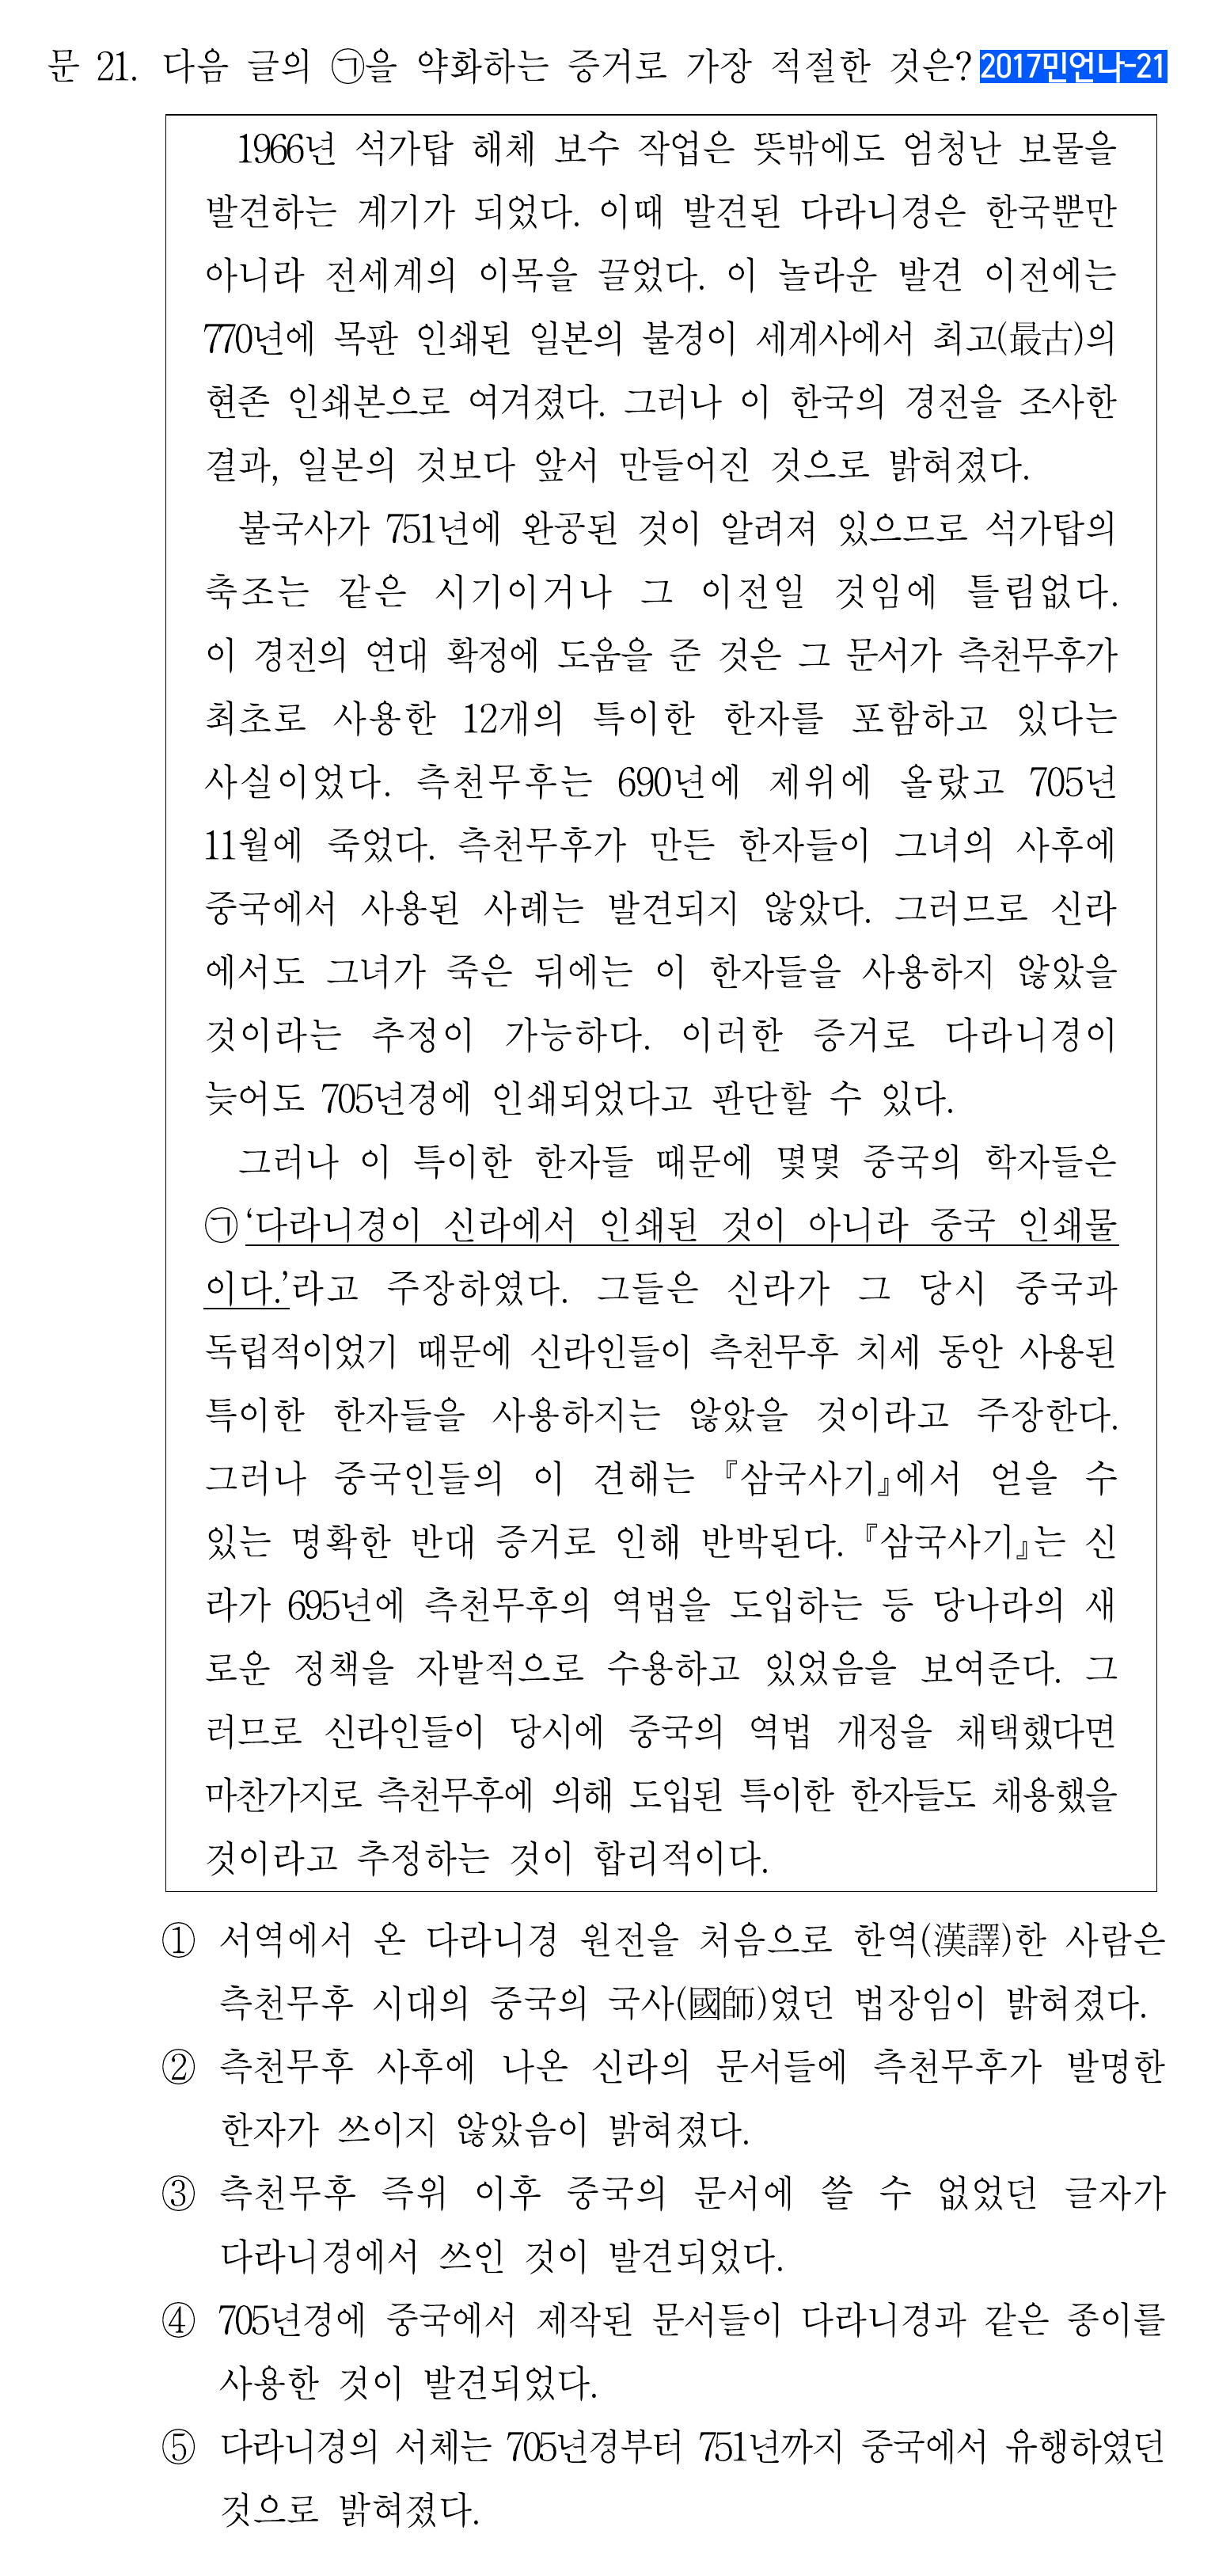 문 21. 다음 글의 ㉠을 약화하는 증거로 가장 적절한 것은? 2017민언나-21
1966년 석가탑 해체 보수 작업은 뜻밖에도 엄청난 보물을
발견하는 계기가 되었다. 이때 발견된 다라니경은 한국뿐만
아니라 전세계의 이목을 끌었다. 이 놀라운 발견 이전에는
770년에 목판 인쇄된 일본의 불경이 세계사에서 최고(最古)의
현존 인쇄본으로 여겨졌다. 그러나 이 한국의 경전을 조사한
결과, 일본의 것보다 앞서 만들어진 것으로 밝혀졌다.
불국사가 751년에 완공된 것이 알려져 있으므로 석가탑의
축조는 같은 시기이거나 그 이전일 것임에 틀림없다.
이 경전의 연대 확정에 도움을 준 것은 그 문서가 측천무후가
최초로 사용한 12개의 특이한 한자를 포함하고 있다는
사실이었다. 측천무후는 690년에 제위에 올랐고 705년
11월에 죽었다. 측천무후가 만든 한자들이 그녀의 사후에
중국에서 사용된 사례는 발견되지 않았다. 그러므로 신라
에서도 그녀가 죽은 뒤에는 이 한자들을 사용하지 않았을
것이라는 추정이 가능하다. 이러한 증거로 다라니경이
늦어도 705년경에 인쇄되었다고 판단할 수 있다.
그러나 이 특이한 한자들 때문에 몇몇 중국의 학자들은
㉠‘다라니경이 신라에서 인쇄된 것이 아니라 중국 인쇄물
이다.’라고 주장하였다. 그들은 신라가 그 당시 중국과
독립적이었기 때문에 신라인들이 측천무후 치세 동안 사용된
특이한 한자들을 사용하지는 않았을 것이라고 주장한다.
그러나 중국인들의 이 견해는 『삼국사기』에서 얻을 수
있는 명확한 반대 증거로 인해 반박된다. 『삼국사기』는 신
라가 695년에 측천무후의 역법을 도입하는 등 당나라의 새
로운 정책을 자발적으로 수용하고 있었음을 보여준다. 그
러므로 신라인들이 당시에 중국의 역법 개정을 채택했다면
마찬가지로 측천무후에 의해 도입된 특이한 한자들도 채용했을
것이라고 추정하는 것이 합리적이다.
① 서역에서 온 다라니경 원전을 처음으로 한역(漢譯)한 사람은
측천무후 시대의 중국의 국사(國師)였던 법장임이 밝혀졌다.
② 측천무후 사후에 나온 신라의 문서들에 측천무후가 발명한
한자가 쓰이지 않았음이 밝혀졌다.
③ 측천무후 즉위 이후 중국의 문서에 쓸 수 없었던 글자가
다라니경에서 쓰인 것이 발견되었다.
④ 705년경에 중국에서 제작된 문서들이 다라니경과 같은 종이를
사용한 것이 발견되었다.
⑤ 다라니경의 서체는 705년경부터 751년까지 중국에서 유행하였던
것으로 밝혀졌다.